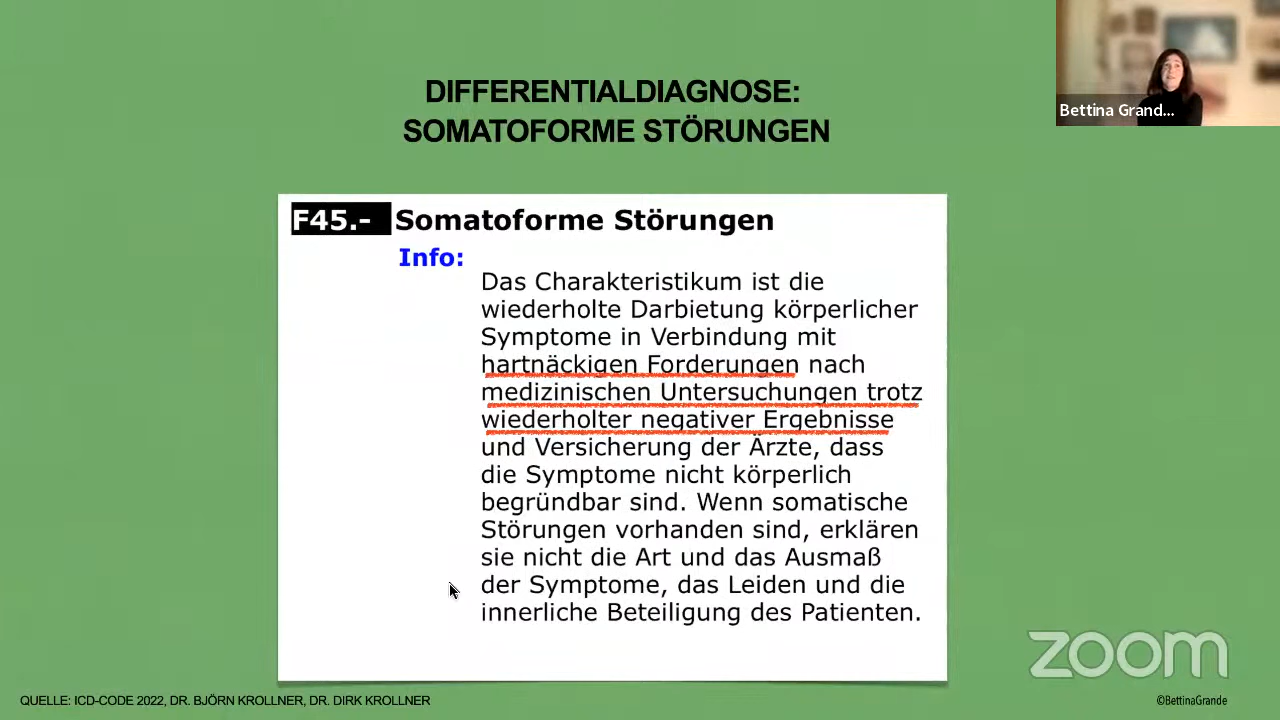 DIFFERENTIALDIAGNOSE:
SOMATOFORME STÖRUNGEN
Bettina Grand...
F45.- Somatoforme Störungen
Info:
Das Charakteristikum ist die
wiederholte Darbietung körperlicher
Symptome in Verbindung mit
hartnäckigen Forderungen nach
medizinischen Untersuchungen trotz
wiederholter negativer Ergebnisse
und Versicherung der Ärzte, dass
die Symptome nicht körperlich
begründbar sind. Wenn somatische
Störungen vorhanden sind, erklären
sie nicht die Art und das Ausmaß
der Symptome, das Leiden und die
innerliche Beteiligung des Patienten.
zoom
QUELLE: ICD-CODE 2022, DR. BJÖRN KROLLNER, DR. DIRK KROLLNER
©BettinaGrande